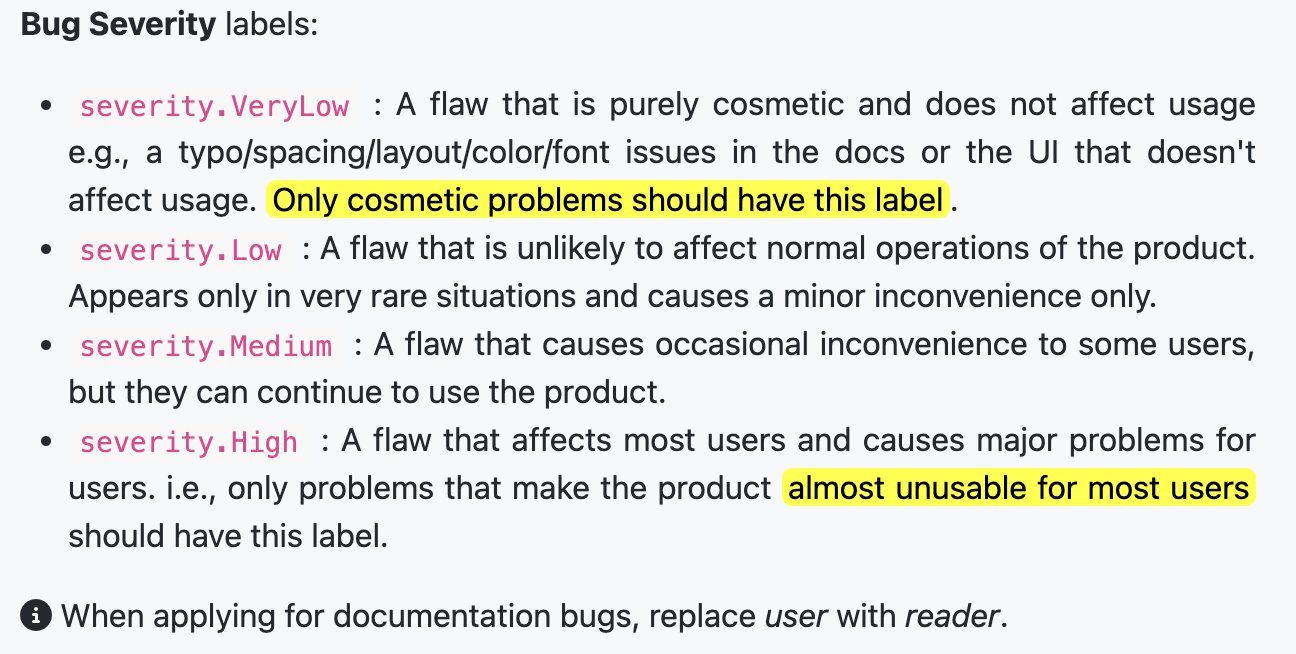 Bug Severity labels:
• severity.VeryLow : A flaw that is purely cosmetic and does not affect usage
e.g., a typo/spacing/layout/color/font issues in the docs or the UI that doesn't
affect usage. Only cosmetic problems should have this label.
• severity.Low : A flaw that is unlikely to affect normal operations of the product.
Appears only in very rare situations and causes a minor inconvenience only.
• severity.Medium : A flaw that causes occasional inconvenience to some users,
but they can continue to use the product.
• severity.High : A flaw that affects most users and causes major problems for
users. i.e., only problems that make the product almost unusable for most users
should have this label.
i When applying for documentation bugs, replace user with reader.